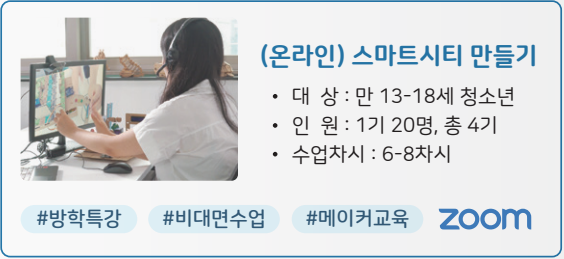 (온라인) 스마트시티 만들기
• 대 상 : 만 13-18세 청소년
• 인 원 : 1기 20명, 총 4기
• 수업차시 : 6-8차시
#방학특강 #비대면수업 #메이커교육 zoom